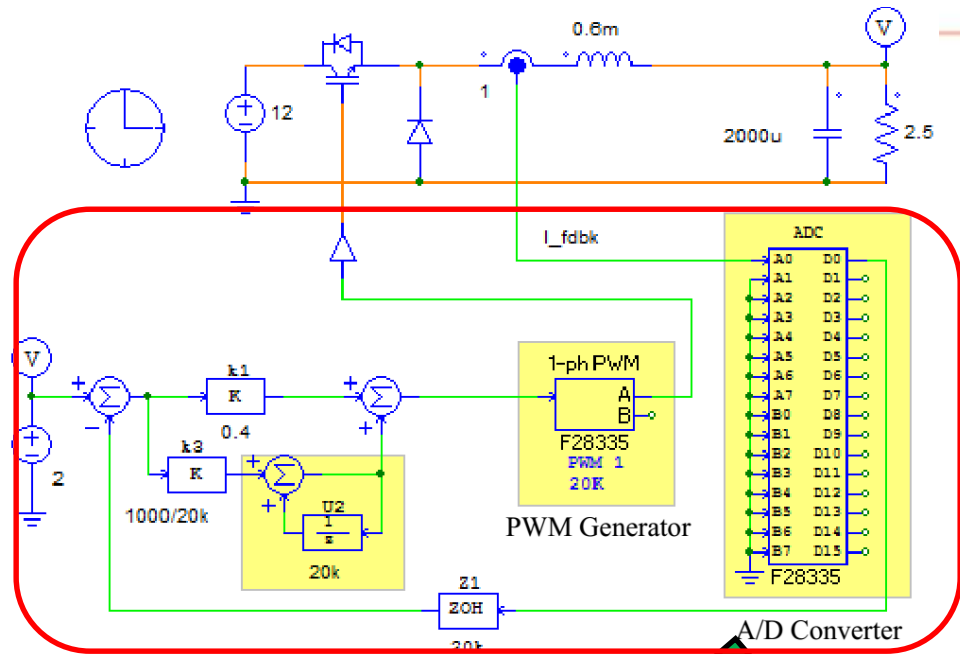 0.6m
V
12
1
2000u
2.5
I_fdbk
ADC
A0 D0
A1 D1
A2 D2
A3 D3
A4 D4
A5 D5
A6 D6
A7 D7
B0 D8
B1 D9
B2 D10
B3 D11
B4 D12
B5 D13
B6 D14
B7 D15
F28335
A/D Converter
1-ph PWM
A
B
F28335
PWM 1
20K
PWM Generator
V
2
Σ
k1
K
0.4
Σ
k3
K
1000/20k
Σ
U2
1
z
20k
Z1
ZOH